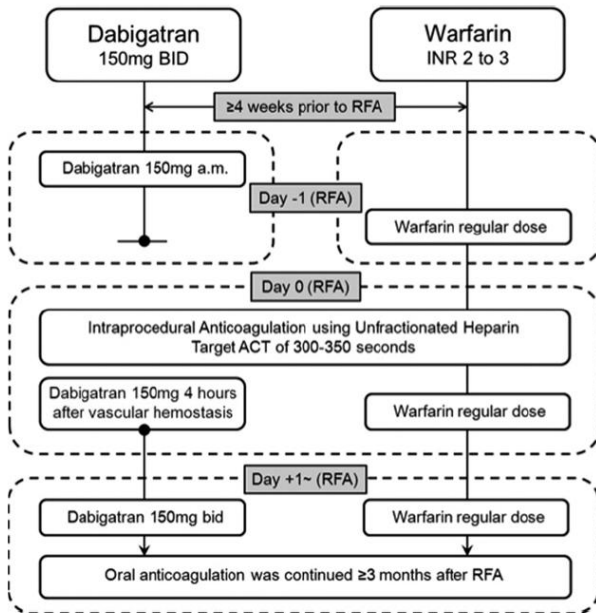 Dabigatran
150mg BID
Warfarin
INR 2 to 3
≥4 weeks prior to RFA
Dabigatran 150mg a.m.
Day -1 (RFA)
Warfarin regular dose
Day 0 (RFA)
Intraprocedural Anticoagulation using Unfractionated Heparin
Target ACT of 300-350 seconds
Dabigatran 150mg 4 hours
after vascular hemostasis
Warfarin regular dose
Day +1~ (RFA)
Dabigatran 150mg bid
Warfarin regular dose
Oral anticoagulation was continued ≥3 months after RFA